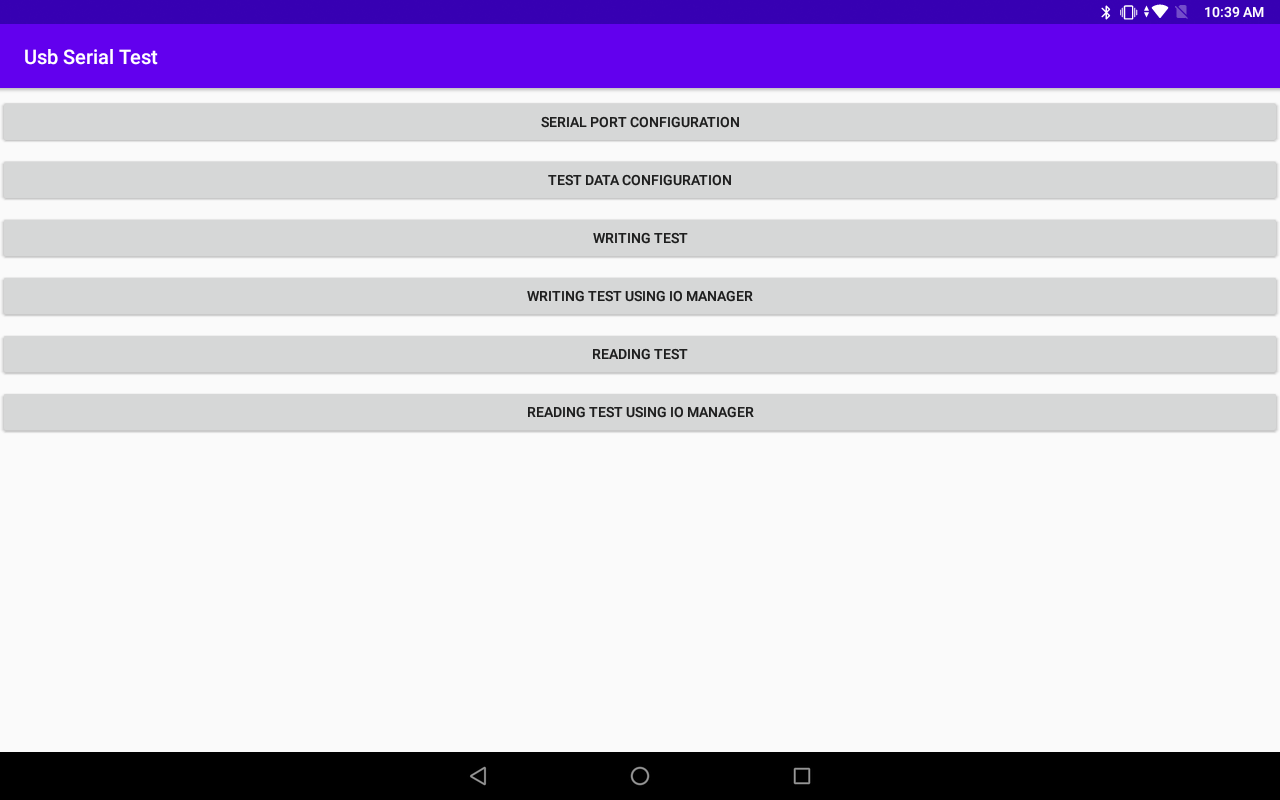 10:39 AM
Usb Serial Test
SERIAL PORT CONFIGURATION
TEST DATA CONFIGURATION
WRITING TEST
WRITING TEST USING IO MANAGER
READING TEST
READING TEST USING IO MANAGER